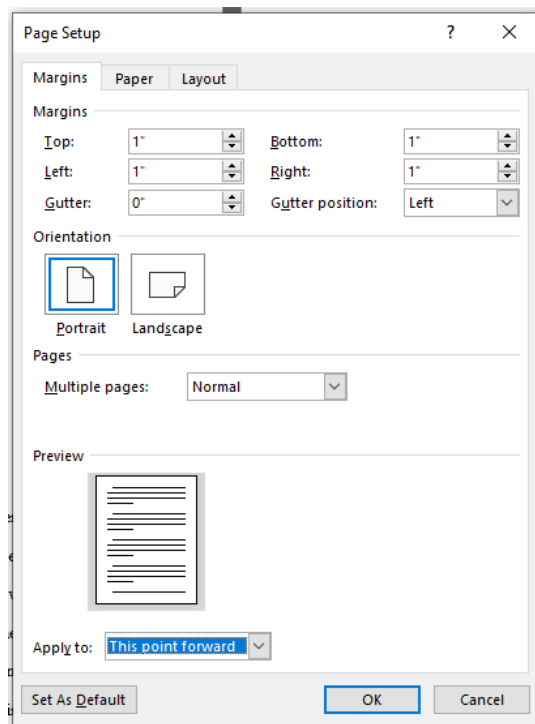 Page Setup ? 
Margins Paper Layout
Margins
Top: 1" Bottom: 1"
Left: 1" Right: 1"
Gutter: 0" Gutter position: Left
Orientation
Portrait Landscape
Pages
Multiple pages: Normal
Preview
Apply to: This point forward
Set As Default OK Cancel